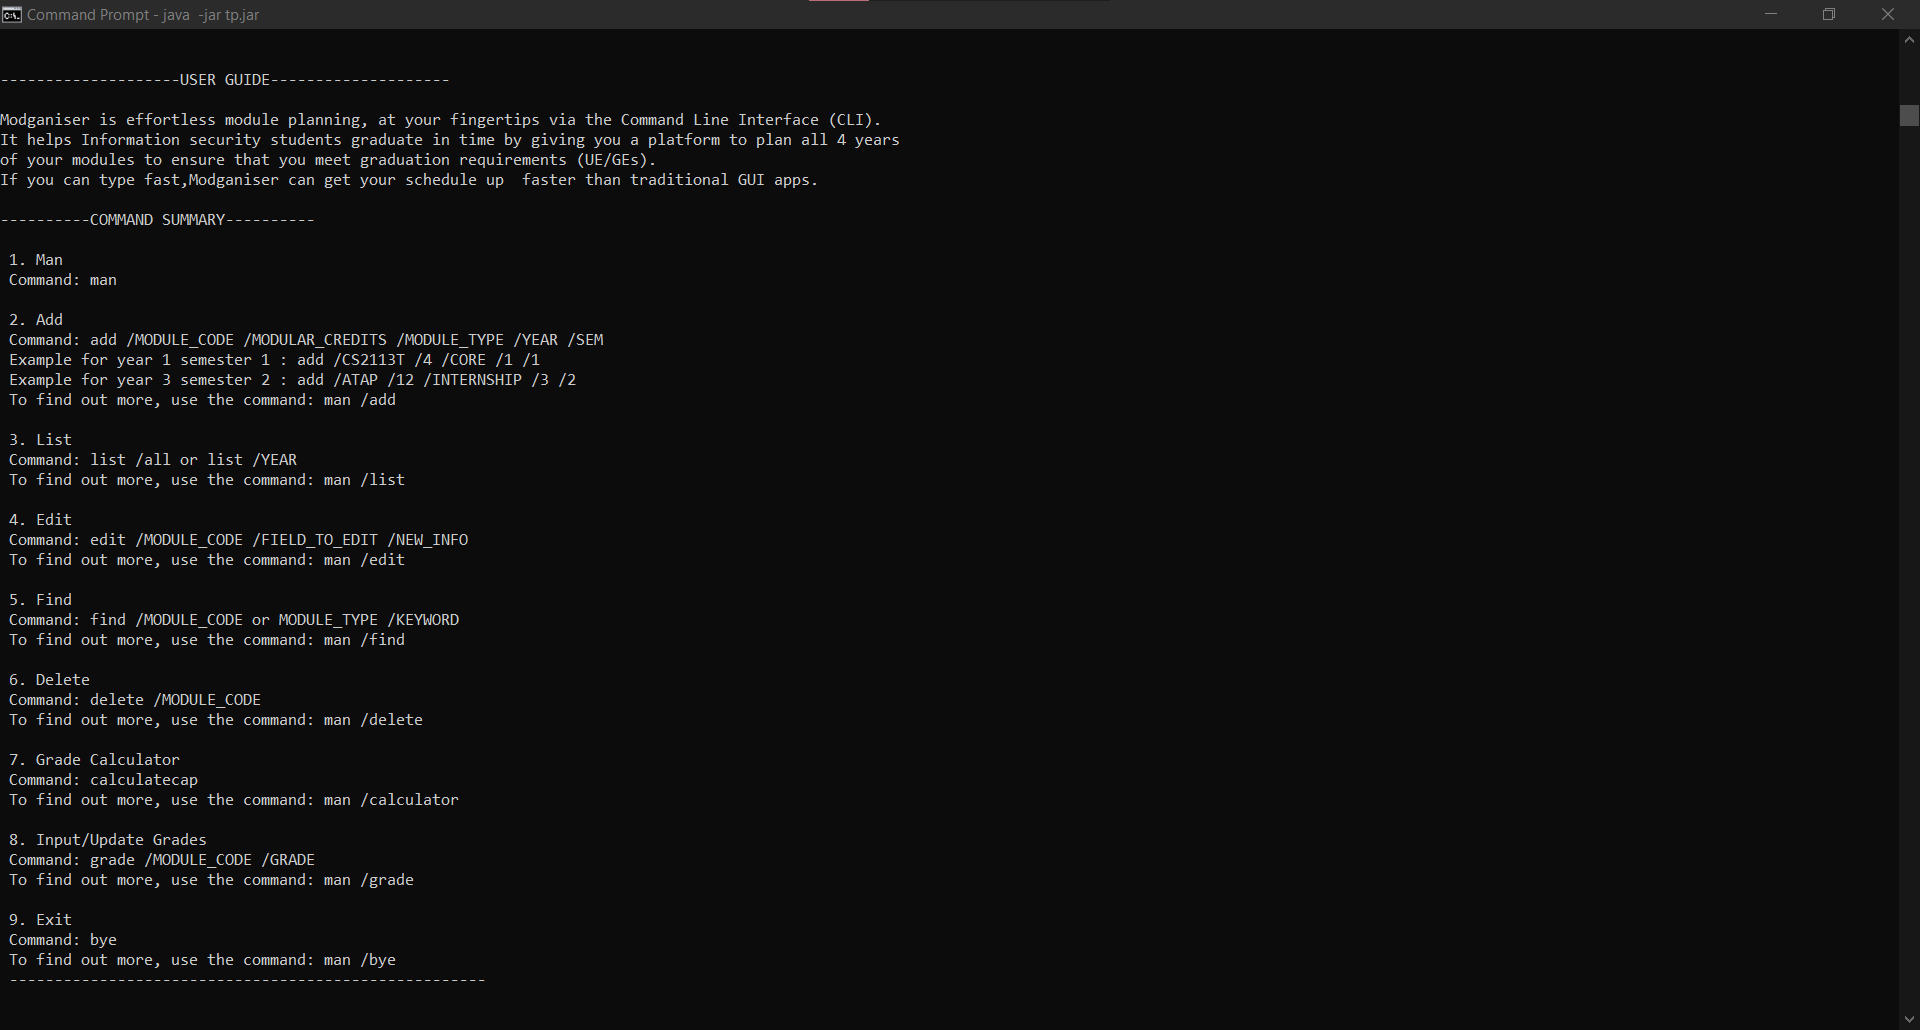 Command Prompt - java  -jar tp.jar
--------------------USER GUIDE--------------------
Modganiser is effortless module planning, at your fingertips via the Command Line Interface (CLI).
It helps Information security students graduate in time by giving you a platform to plan all 4 years
of your modules to ensure that you meet graduation requirements (UE/GEs).
If you can type fast,Modganiser can get your schedule up  faster than traditional GUI apps.
----------COMMAND SUMMARY----------
1. Man
Command: man
2. Add
Command: add /MODULE_CODE /MODULAR_CREDITS /MODULE_TYPE /YEAR /SEM
Example for year 1 semester 1 : add /CS2113T /4 /CORE /1 /1
Example for year 3 semester 2 : add /ATAP /12 /INTERNSHIP /3 /2
To find out more, use the command: man /add
3. List
Command: list /all or list /YEAR
To find out more, use the command: man /list
4. Edit
Command: edit /MODULE_CODE /FIELD_TO_EDIT /NEW_INFO
To find out more, use the command: man /edit
5. Find
Command: find /MODULE_CODE or MODULE_TYPE /KEYWORD
To find out more, use the command: man /find
6. Delete
Command: delete /MODULE_CODE
To find out more, use the command: man /delete
7. Grade Calculator
Command: calculatecap
To find out more, use the command: man /calculator
8. Input/Update Grades
Command: grade /MODULE_CODE /GRADE
To find out more, use the command: man /grade
9. Exit
Command: bye
To find out more, use the command: man /bye
-----------------------------------------------------